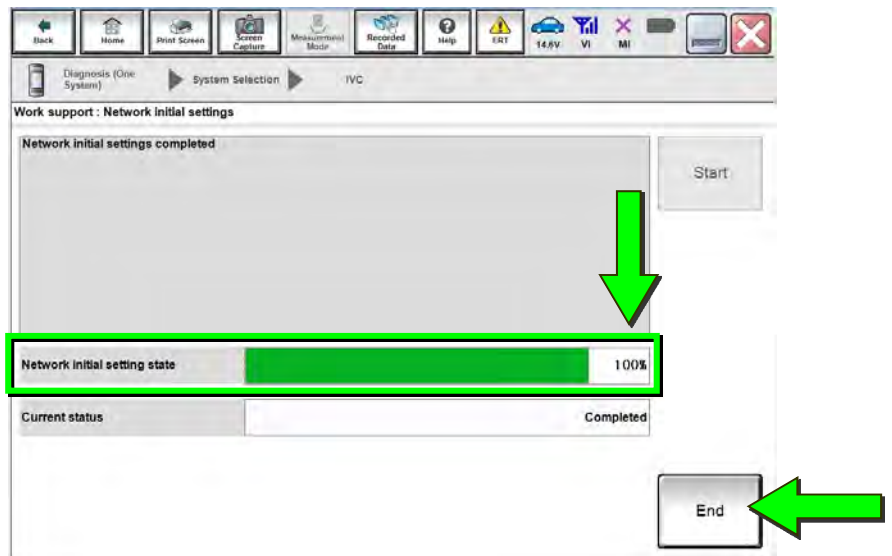 Back
Home
Print Screen
Screen
Capture
Measurement
Mode
Recorded
Data
Help
ERT
14.6V
VI
MI
Diagnosis (One
System)
System Selection
IVC
Work support : Network initial settings
Network initial settings completed
Start
Network initial setting state
100%
Current status
Completed
End